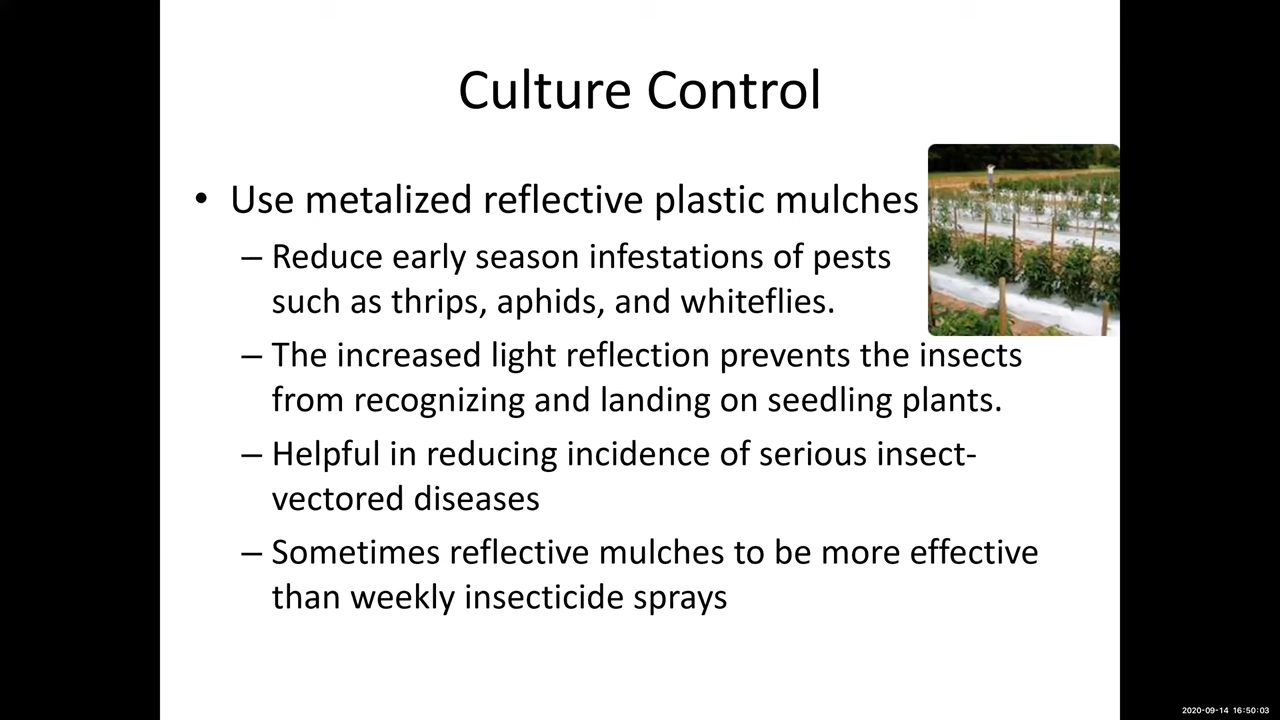 Culture Control
• Use metalized reflective plastic mulches
– Reduce early season infestations of pests
such as thrips, aphids, and whiteflies.
– The increased light reflection prevents the insects
from recognizing and landing on seedling plants.
– Helpful in reducing incidence of serious insect-
vectored diseases
– Sometimes reflective mulches to be more effective
than weekly insecticide sprays
2020-09-14 16:50:03